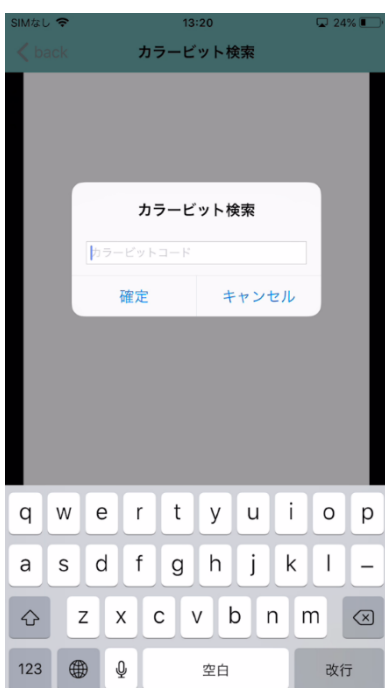 SIMなし 13:20 24%
back カラービット検索
カラービット検索
カラービットコード
確定 キャンセル
q w e r t y u i o p
a s d f g h j k l ー
z x c v b n m
123 空白 改行